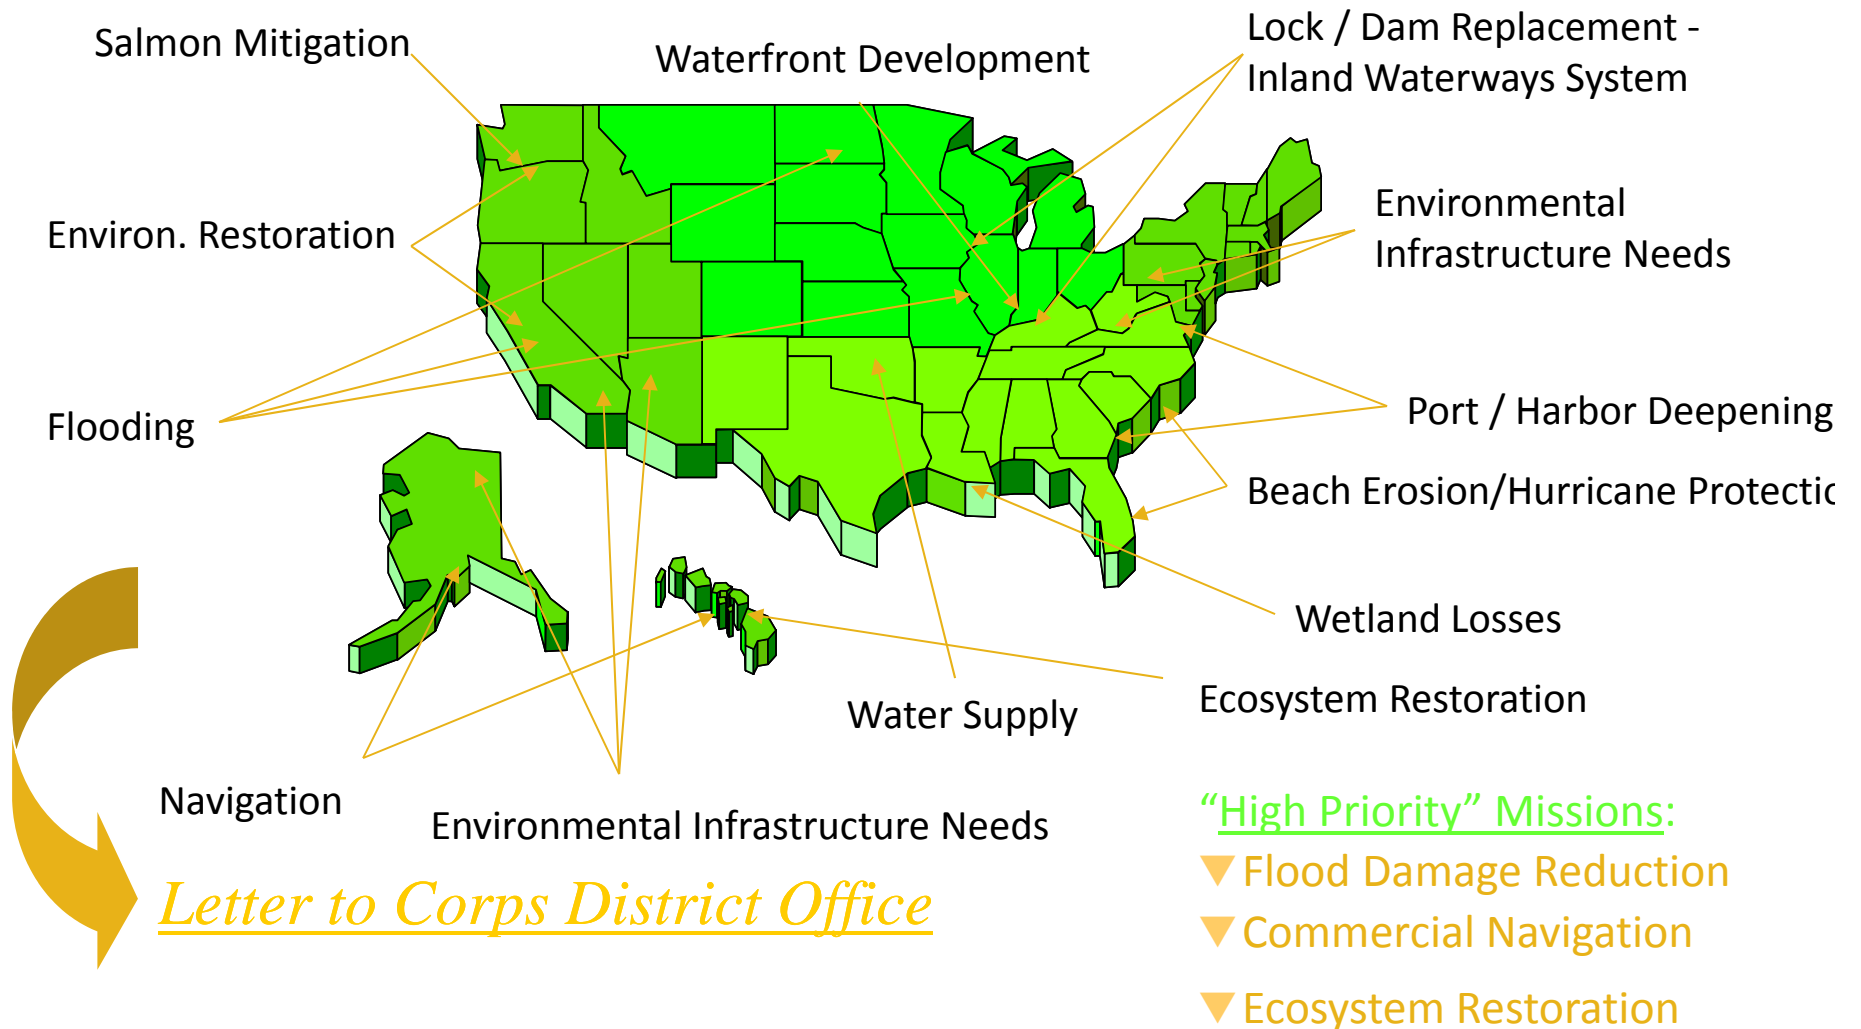 Salmon Mitigation
Waterfront Development
Lock / Dam Replacement -
Inland Waterways System
Environ. Restoration
Environmental
Infrastructure Needs
Flooding
Port / Harbor Deepening
Beach Erosion/Hurricane Protectic
Wetland Losses
Ecosystem Restoration
Water Supply
Navigation
Environmental Infrastructure Needs
Letter to Corps District Office
“High Priority” Missions:
Flood Damage Reduction
Commercial Navigation
Ecosystem Restoration